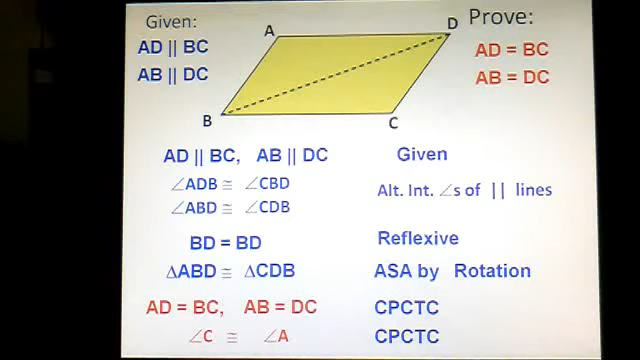 Given:
AD || BC
AB || DC
A
D
B
C
Prove:
AD = BC
AB = DC
AD || BC, AB || DC Given
∠ADB ≅ ∠CBD
∠ABD ≅ ∠CDB
Alt. Int. ∠s of || lines
BD = BD Reflexive
ΔABD ≅ ΔCDB ASA by Rotation
AD = BC, AB = DC CPCTC
∠C ≅ ∠A CPCTC